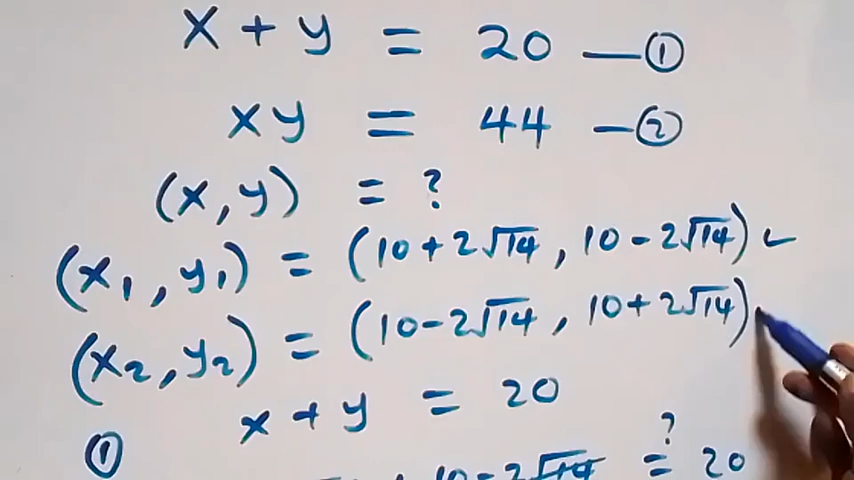 x + y = 20 — ①
xy = 44 — ②
(x, y) = ?
(x₁, y₁) = (10 + 2√14, 10 - 2√14) ✓
(x₂, y₂) = (10 - 2√14, 10 + 2√14)
① x + y = 20
10 - 2√14 ≟ 20